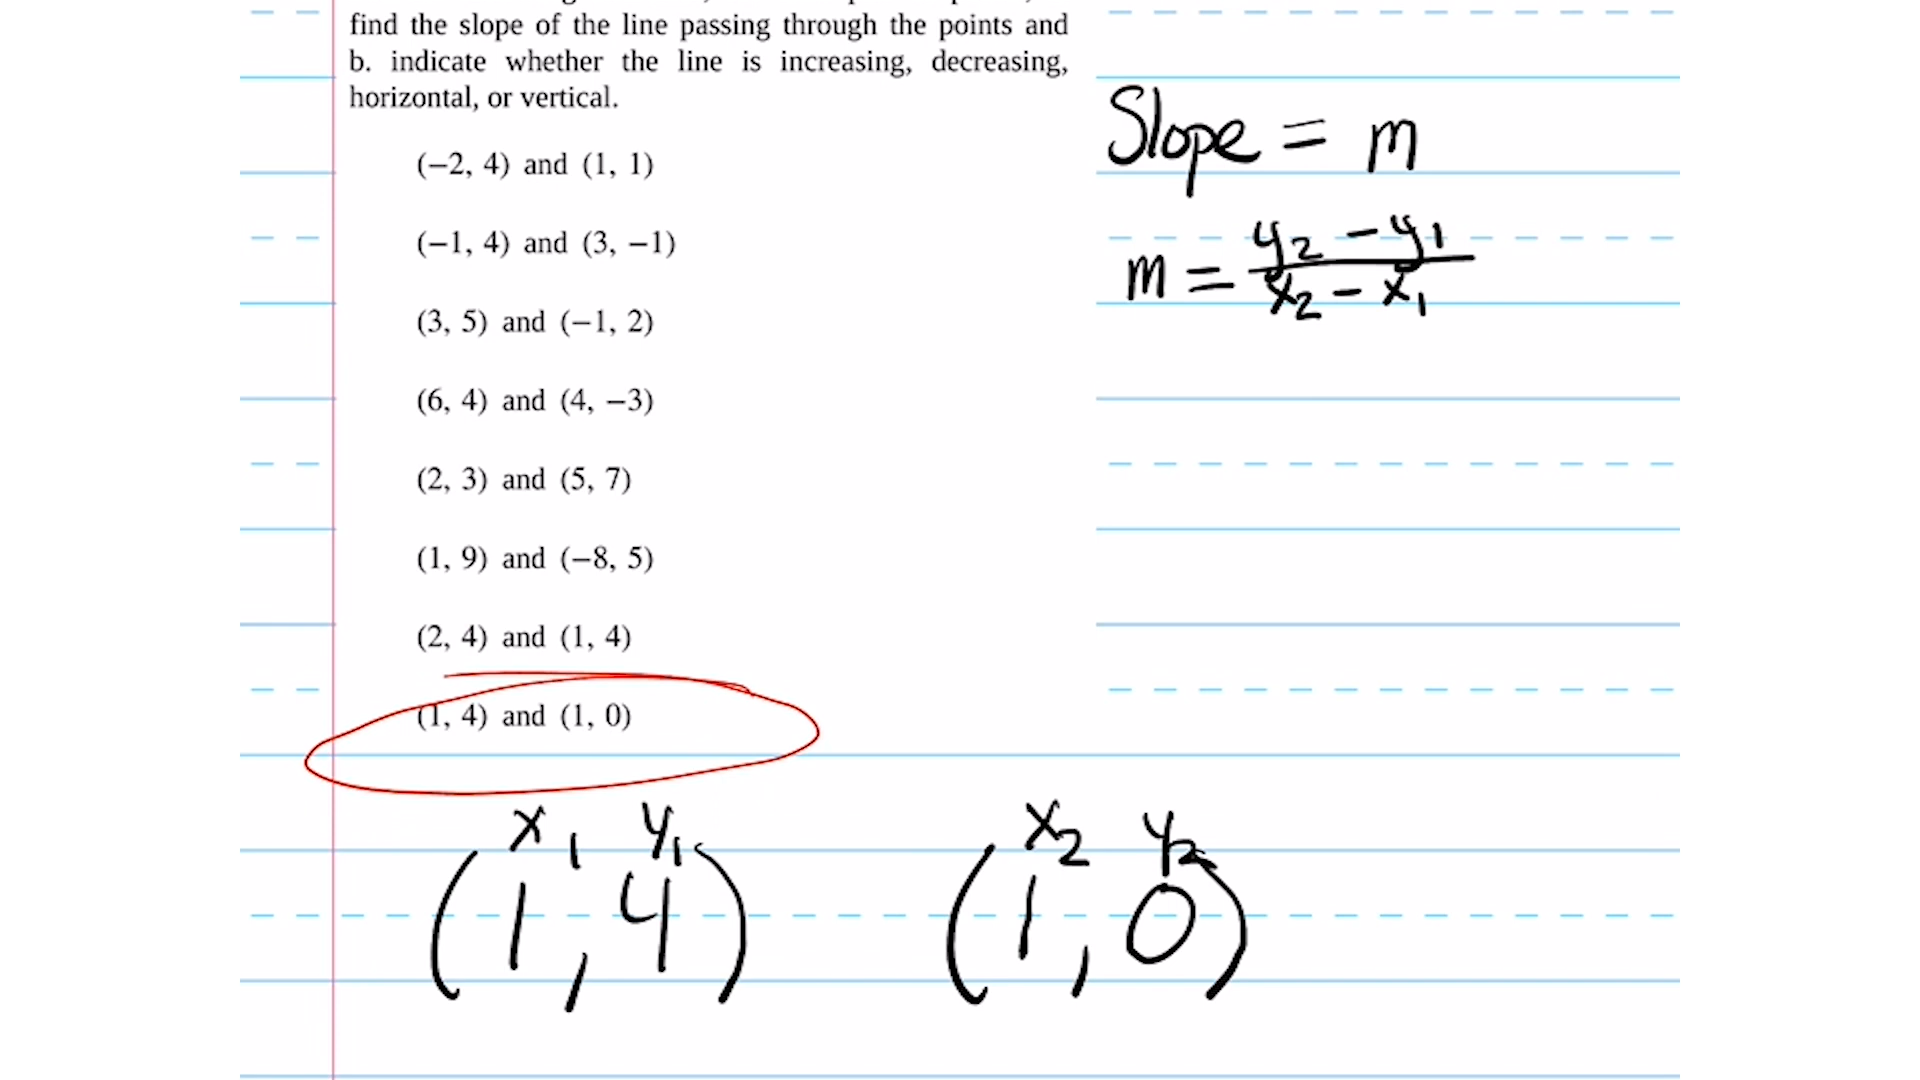 find the slope of the line passing through the points and
b. indicate whether the line is increasing, decreasing,
horizontal, or vertical.
(−2, 4) and (1, 1)
(−1, 4) and (3, −1)
(3, 5) and (−1, 2)
(6, 4) and (4, −3)
(2, 3) and (5, 7)
(1, 9) and (−8, 5)
(2, 4) and (1, 4)
(1, 4) and (1, 0)
Slope = m
m = y₂ − y₁
x₂ − x₁
x₁ y₁ x₂ y₂
(1, 4) (1, 0)